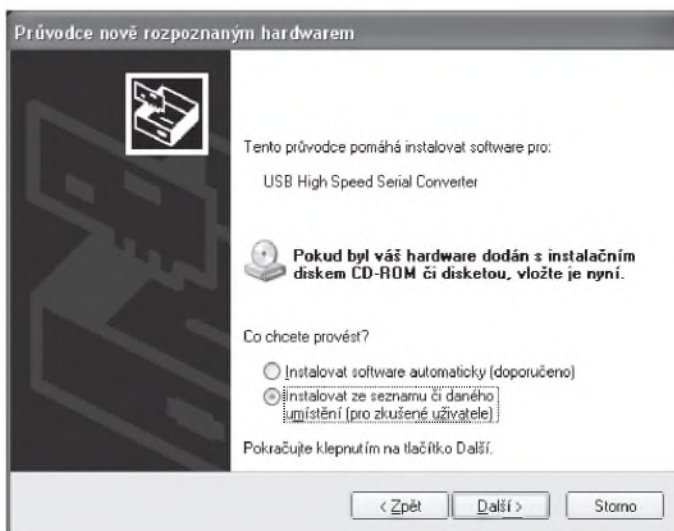 Průvodce nově rozpoznaným hardwarem
Tento průvodce pomáhá instalovat software pro:
USB High Speed Serial Converter
Pokud byl váš hardware dodán s instalačním
diskem CD-ROM či disketou, vložte je nyní.
Co chcete provést?
Instalovat software automaticky (doporučeno)
Instalovat ze seznamu či daného
umístění (pro zkušené uživatele)
Pokračujte klepnutím na tlačítko Další.
< Zpět
Další >
Storno